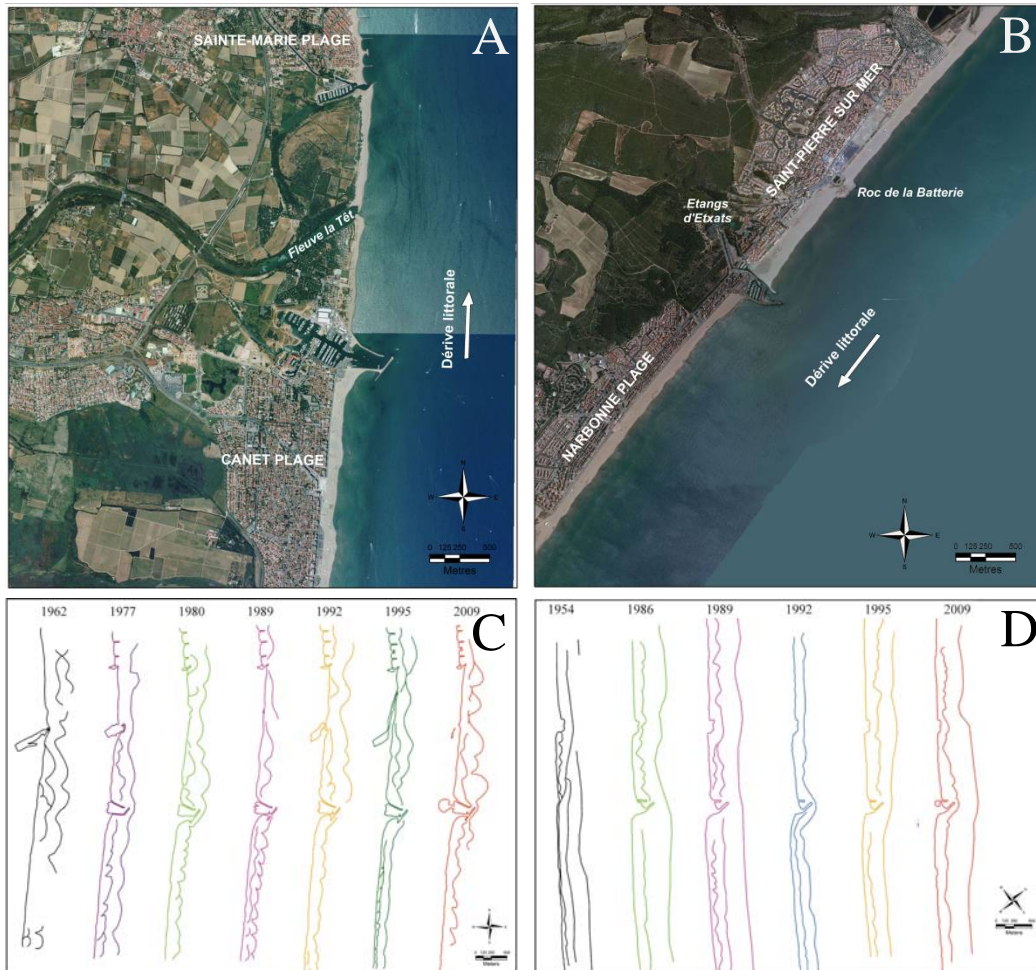 A
SAINTE-MARIE PLAGE
Fleuve la Têt
Dérive littorale
CANET PLAGE
N
W E
S
0 125 250 500
Metres
B
SAINT-PIERRE SUR MER
Roc de la Batterie
Etangs
d'Etxats
Dérive littorale
NARBONNE PLAGE
N
W E
S
0 125 250 500
Metres
C
1962 1977 1980 1989 1992 1995 2009
Meters
D
1954 1986 1989 1992 1995 2009
Meters